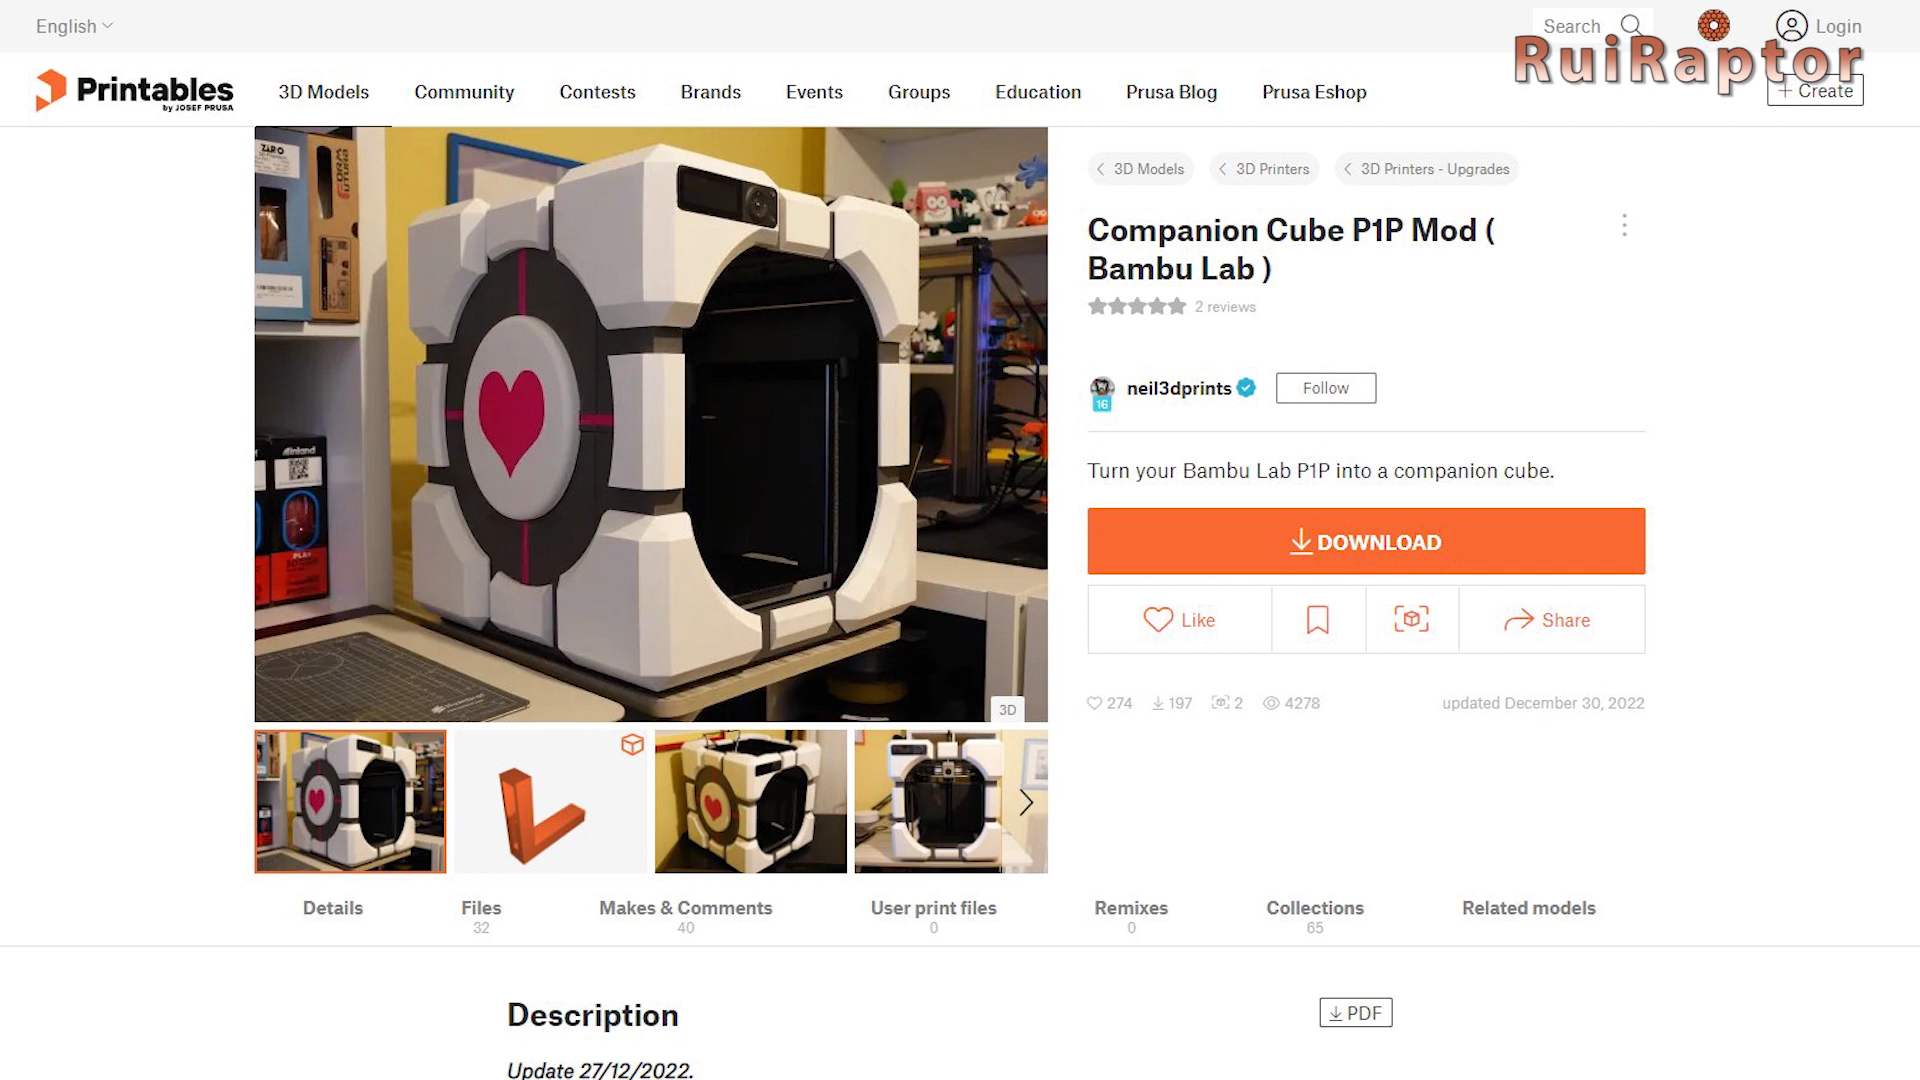 English
Search
Login
RuiRaptor
Printables
by JOSEF PRUSA
3D Models
Community
Contests
Brands
Events
Groups
Education
Prusa Blog
Prusa Eshop
+ Create
3D Models
3D Printers
3D Printers - Upgrades
Companion Cube P1P Mod (
Bambu Lab )
2 reviews
16
neil3dprints
Follow
Turn your Bambu Lab P1P into a companion cube.
DOWNLOAD
Like
Share
274
197
2
4278
updated December 30, 2022
3D
Details
Files
32
Makes & Comments
40
User print files
0
Remixes
0
Collections
65
Related models
Description
PDF
Update 27/12/2022.